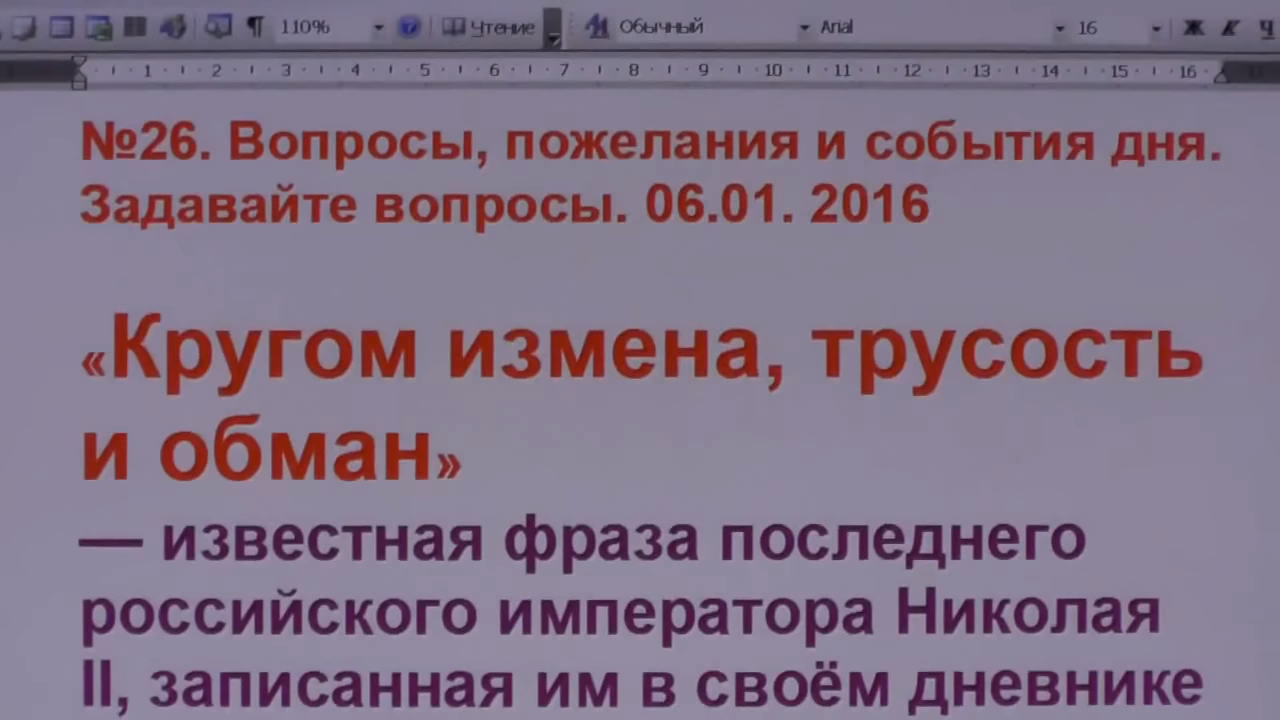 110% Чтение Обычный Arial 16 Ж К Ч
1 2 3 4 5 6 7 8 9 10 11 12 13 14 15 16
№26. Вопросы, пожелания и события дня.
Задавайте вопросы. 06.01. 2016
«Кругом измена, трусость
и обман»
— известная фраза последнего
российского императора Николая
II, записанная им в своём дневнике